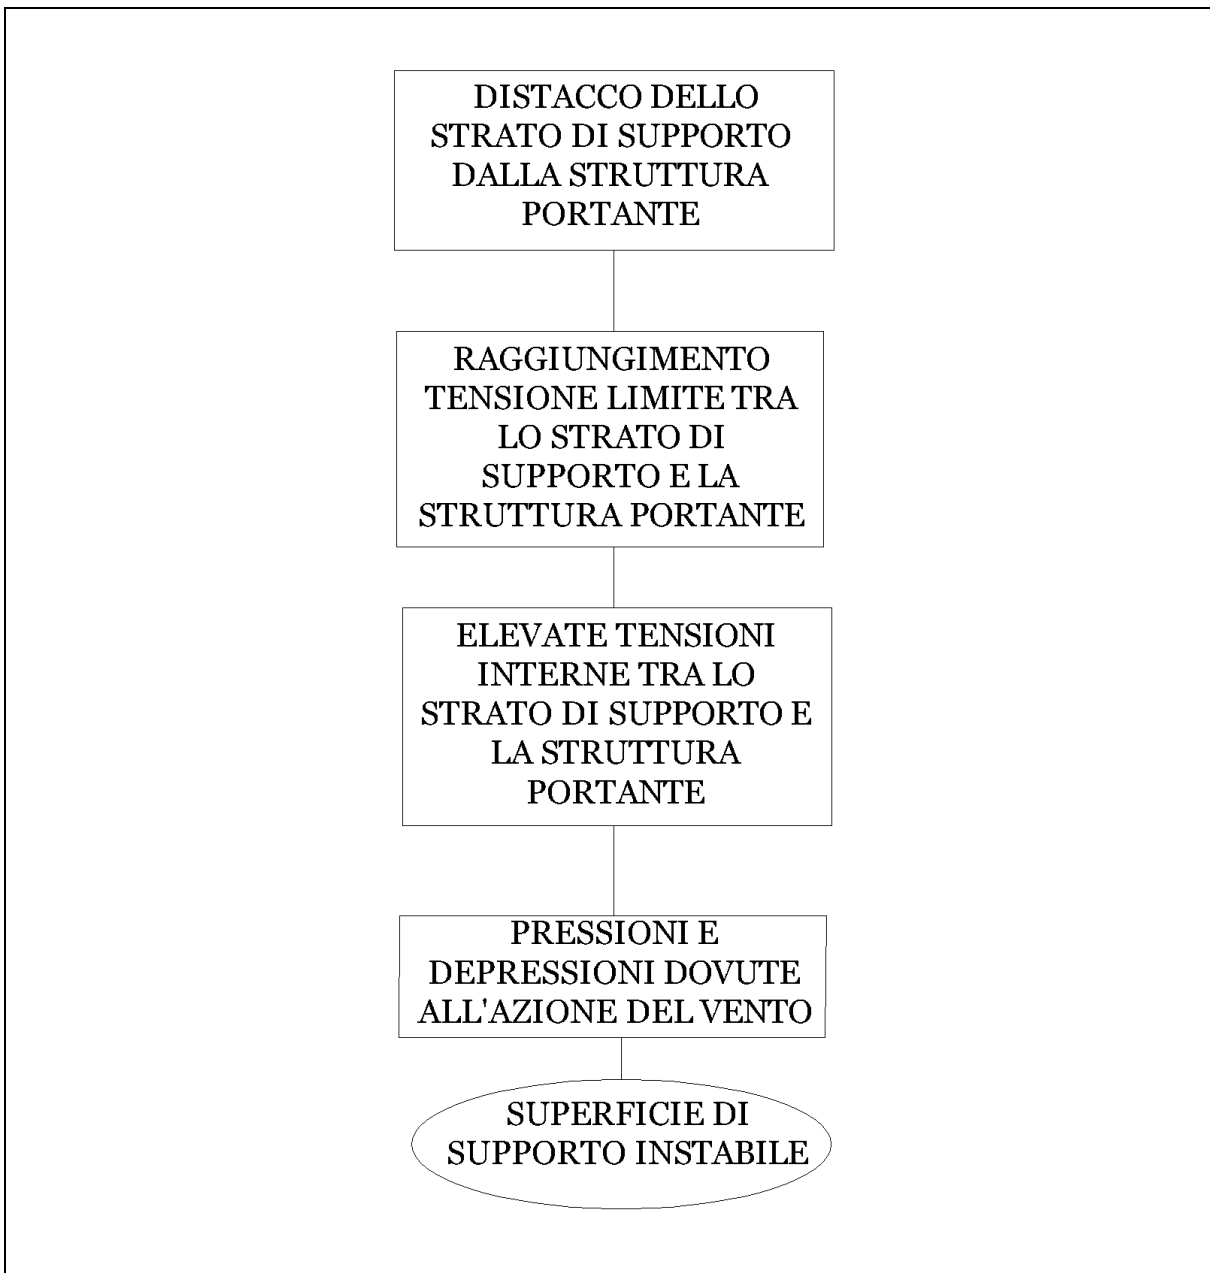 DISTACCO DELLO
STRATO DI SUPPORTO
DALLA STRUTTURA
PORTANTE
RAGGIUNGIMENTO
TENSIONE LIMITE TRA
LO STRATO DI
SUPPORTO E LA
STRUTTURA PORTANTE
ELEVATE TENSIONI
INTERNE TRA LO
STRATO DI SUPPORTO E
LA STRUTTURA
PORTANTE
PRESSIONI E
DEPRESSIONI DOVUTE
ALL'AZIONE DEL VENTO
SUPERFICIE DI
SUPPORTO INSTABILE